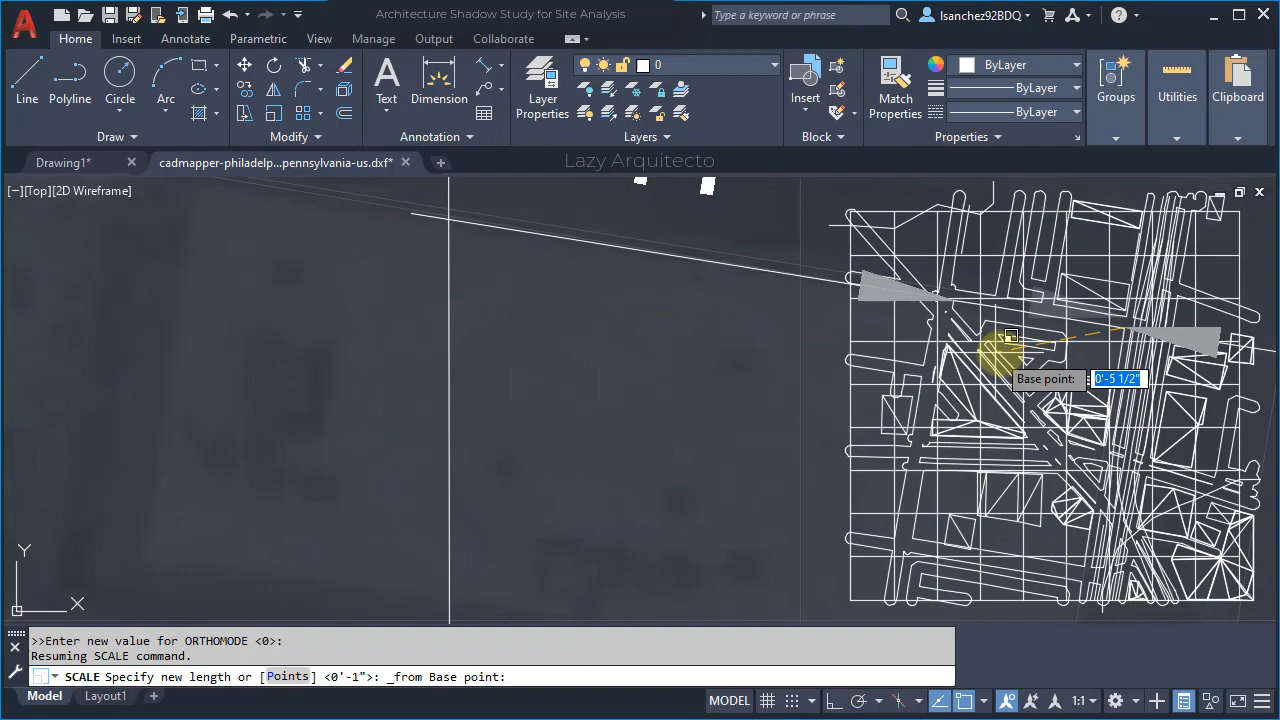 Architecture Shadow Study for Site Analysis
Type a keyword or phrase
lsanchez92BDQ
Home Insert Annotate Parametric View Manage Output Collaborate
Line Polyline Circle Arc
Text Dimension
Layer Properties
0
Insert
Match Properties
ByLayer
ByLayer
ByLayer
Groups Utilities Clipboard
Draw Modify Annotation Layers Block Properties
Drawing1* cadmapper-philadelp...pennsylvania-us.dxf* Lazy Arquitecto
[−][Top][2D Wireframe]
Base point: 0'-5 1/2"
Y
X
>>Enter new value for ORTHOMODE <0>:
Resuming SCALE command.
SCALE Specify new length or [Points] <0'-1">: _from Base point:
Model Layout1 MODEL 1:1